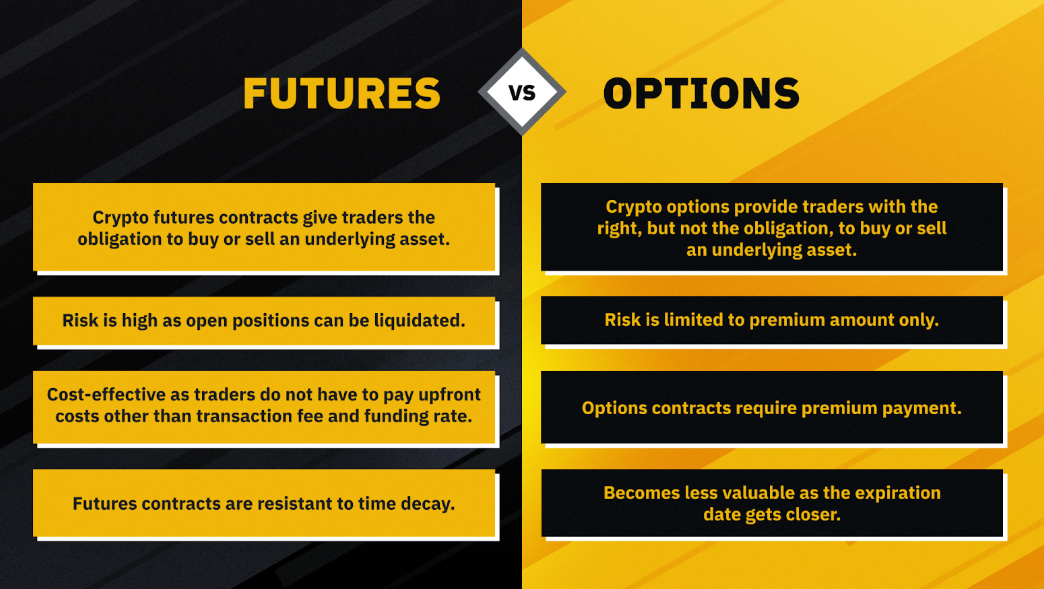 FUTURES
VS
OPTIONS
Crypto futures contracts give traders the
obligation to buy or sell an underlying asset.
Crypto options provide traders with the
right, but not the obligation, to buy or sell
an underlying asset.
Risk is high as open positions can be liquidated.
Risk is limited to premium amount only.
Cost-effective as traders do not have to pay upfront
costs other than transaction fee and funding rate.
Options contracts require premium payment.
Futures contracts are resistant to time decay.
Becomes less valuable as the expiration
date gets closer.